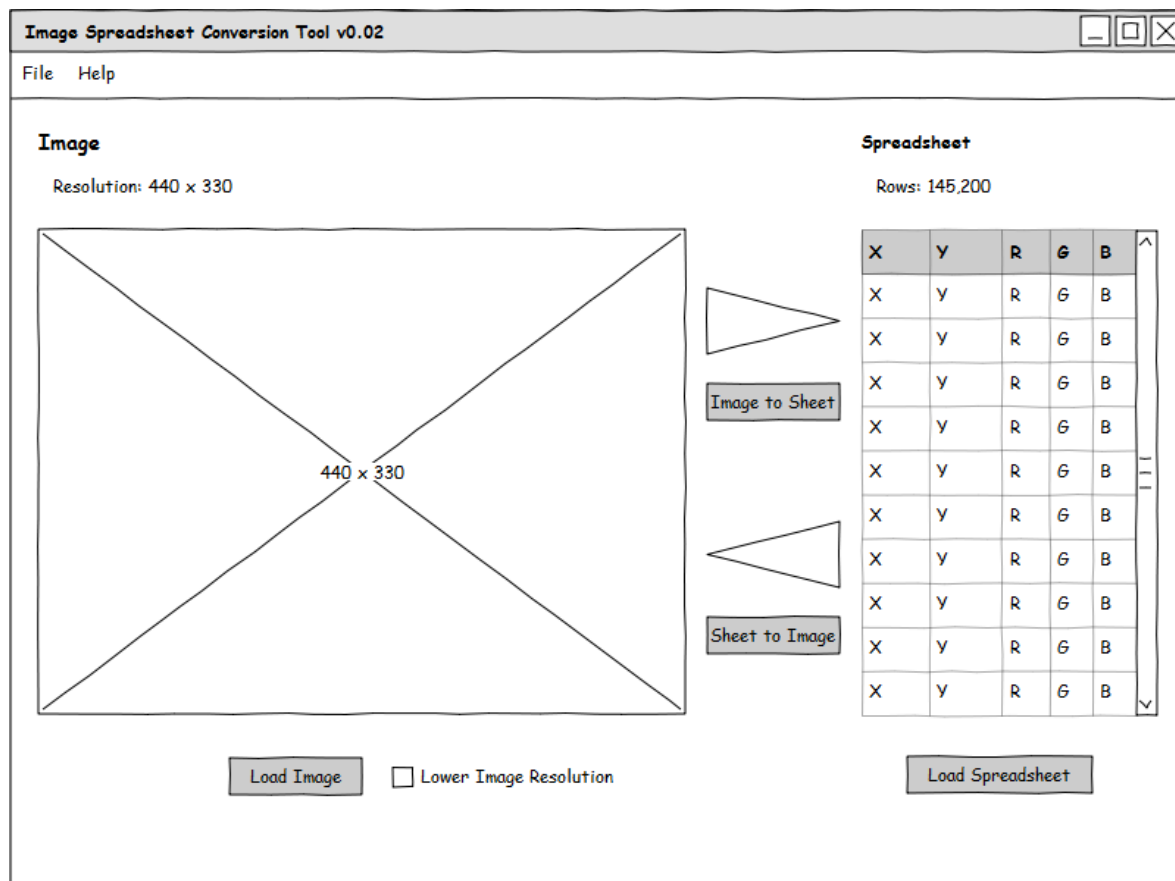 Image Spreadsheet Conversion Tool v0.02
File Help
Image
Resolution: 440 x 330
440 x 330
Load Image
Lower Image Resolution
Image to Sheet
Sheet to Image
Spreadsheet
Rows: 145,200
X Y R G B
X Y R G B
X Y R G B
X Y R G B
X Y R G B
X Y R G B
X Y R G B
X Y R G B
X Y R G B
X Y R G B
X Y R G B
Load Spreadsheet